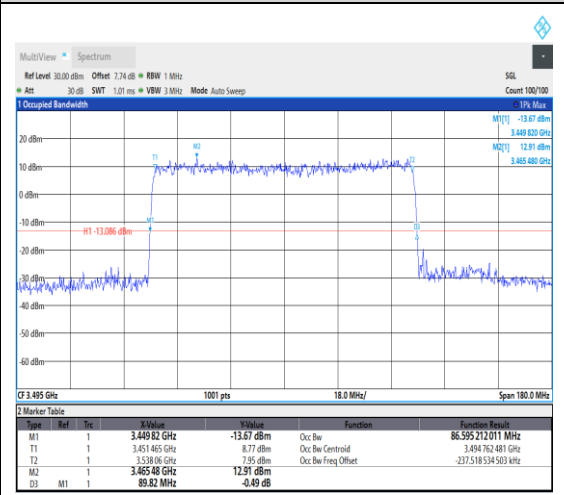 MultiView Spectrum
Ref Level 30.00 dBm Offset 7.74 dB RBW 1 MHz SGL
Att 30 dB SWT 1.01 ms VBW 3 MHz Mode Auto Sweep Count 100/100
1 Occupied Bandwidth 1Pk Max
M1[1] -13.67 dBm
3.449 820 GHz
M2[1] 12.91 dBm
3.465 480 GHz
20 dBm
M2
T1
T2
10 dBm
0 dBm
-10 dBm
M1
H1 -13.086 dBm
D3
-20 dBm
-30 dBm
-40 dBm
-50 dBm
-60 dBm
CF 3.495 GHz 1001 pts 18.0 MHz/ Span 180.0 MHz
2 Marker Table
Type Ref Trc X-Value Y-Value Function Function Result
M1 1 3.449 82 GHz -13.67 dBm Occ Bw 86.595 212 011 MHz
T1 1 3.451 465 GHz 8.77 dBm Occ Bw Centroid 3.494 762 481 GHz
T2 1 3.538 06 GHz 7.95 dBm Occ Bw Freq Offset -237.518 534 503 kHz
M2 1 3.465 48 GHz 12.91 dBm
D3 M1 1 89.82 MHz -0.49 dB